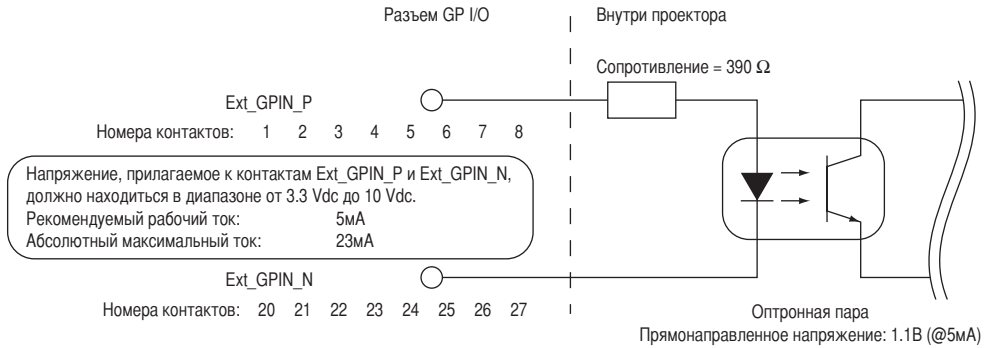 Разъем GP I/O
Внутри проектора
Сопротивление = 390 Ω
Ext_GPIN_P
Номера контактов: 1 2 3 4 5 6 7 8
Напряжение, прилагаемое к контактам Ext_GPIN_P и Ext_GPIN_N,
должно находиться в диапазоне от 3.3 Vdc до 10 Vdc.
Рекомендуемый рабочий ток: 5мА
Абсолютный максимальный ток: 23мА
Ext_GPIN_N
Номера контактов: 20 21 22 23 24 25 26 27
Оптронная пара
Прямонаправленное напряжение: 1.1В (@5мА)